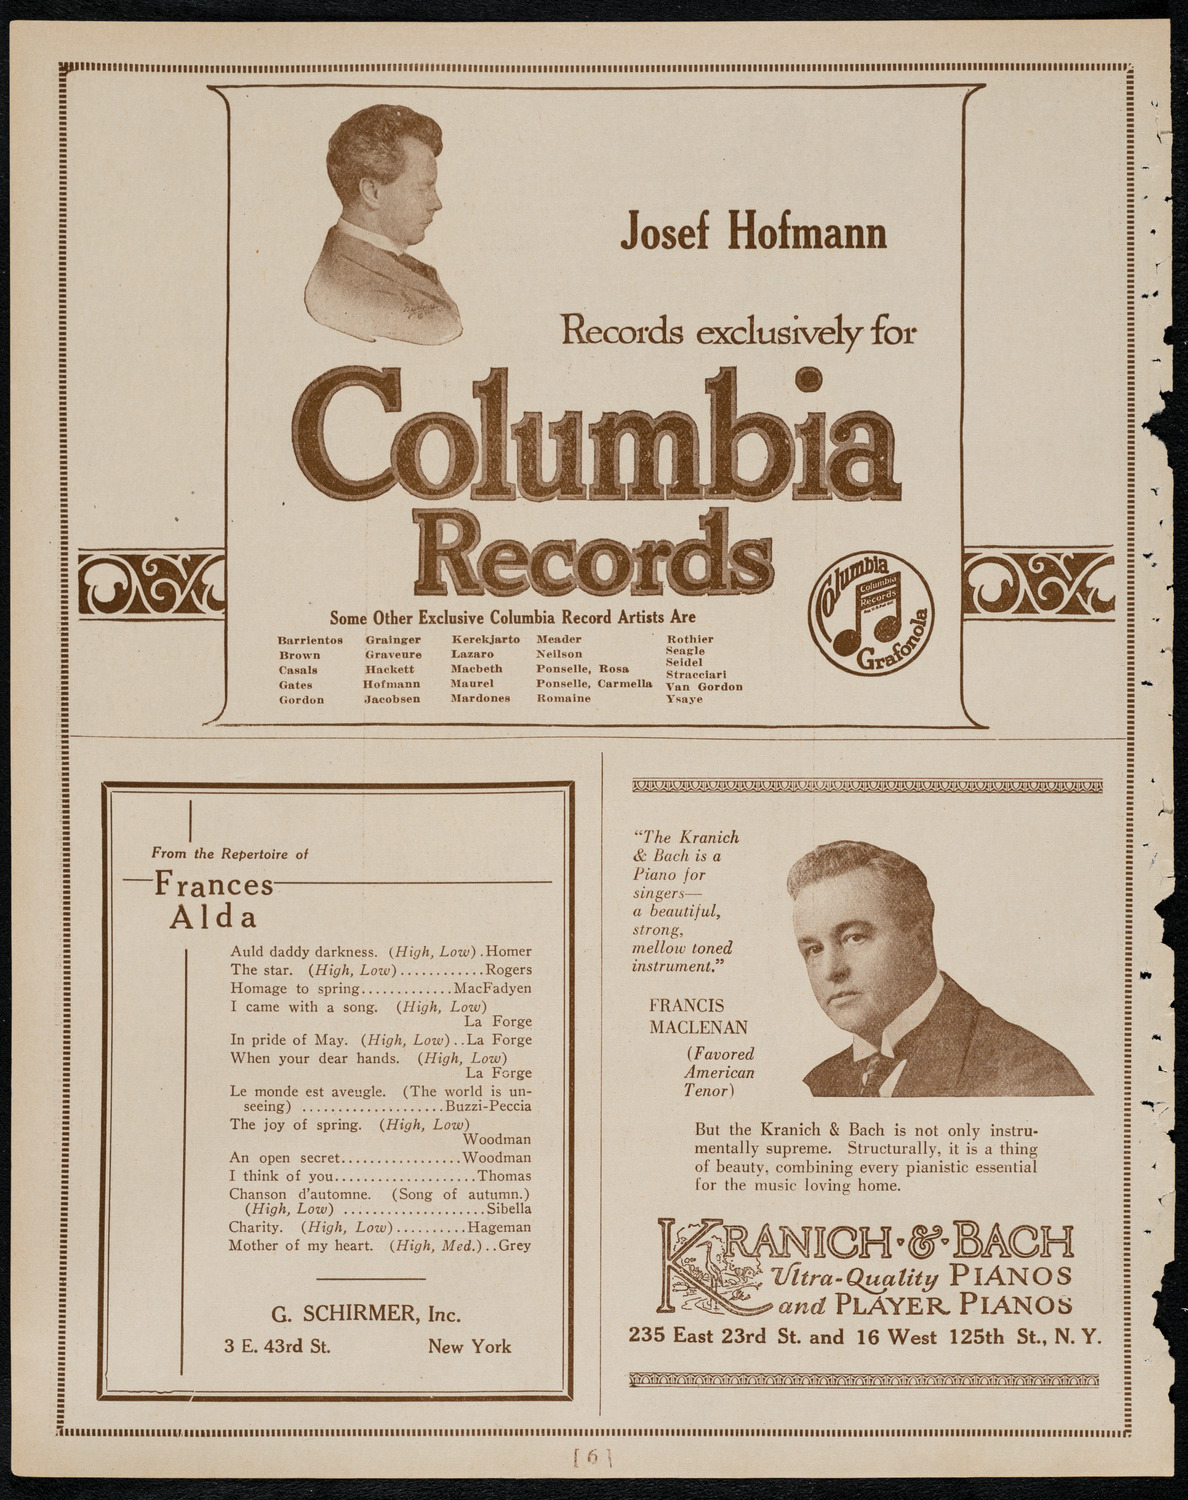 Josef Hofmann
Records exclusively for
Columbia
Records
Some Other Exclusive Columbia Record Artists Are
Barrientos
Brown
Casals
Gates
Gordon
Grainger
Graveure
Hackett
Hofmann
Jacobsen
Kerekjarto
Lazaro
Macbeth
Maurel
Mardones
Meader
Neilson
Ponselle, Rosa
Ponselle, Carmella
Romaine
Rothier
Seagle
Seidel
Stracciari
Van Gordon
Ysaye
Columbia
Columbia
Records
Grafonola
From the Repertoire of
Frances
Alda
Auld daddy darkness. (High, Low) .Homer
The star. (High, Low)............Rogers
Homage to spring.............MacFadyen
I came with a song. (High, Low)
La Forge
In pride of May. (High, Low)..La Forge
When your dear hands. (High, Low)
La Forge
Le monde est aveugle. (The world is un-
seeing) ....................Buzzi-Peccia
The joy of spring. (High, Low)
Woodman
An open secret.................Woodman
I think of you....................Thomas
Chanson d'automne. (Song of autumn.)
(High, Low) ....................Sibella
Charity. (High, Low)..........Hageman
Mother of my heart. (High, Med.)..Grey
G. SCHIRMER, Inc.
3 E. 43rd St. New York
"The Kranich
& Bach is a
Piano for
singers—
a beautiful,
strong,
mellow toned
instrument."
FRANCIS
MACLENAN
(Favored
American
Tenor)
But the Kranich & Bach is not only instru-
mentally supreme. Structurally, it is a thing
of beauty, combining every pianistic essential
for the music loving home.
KRANICH·&·BACH
Ultra-Quality PIANOS
and PLAYER PIANOS
235 East 23rd St. and 16 West 125th St., N. Y.
[ 6 ]